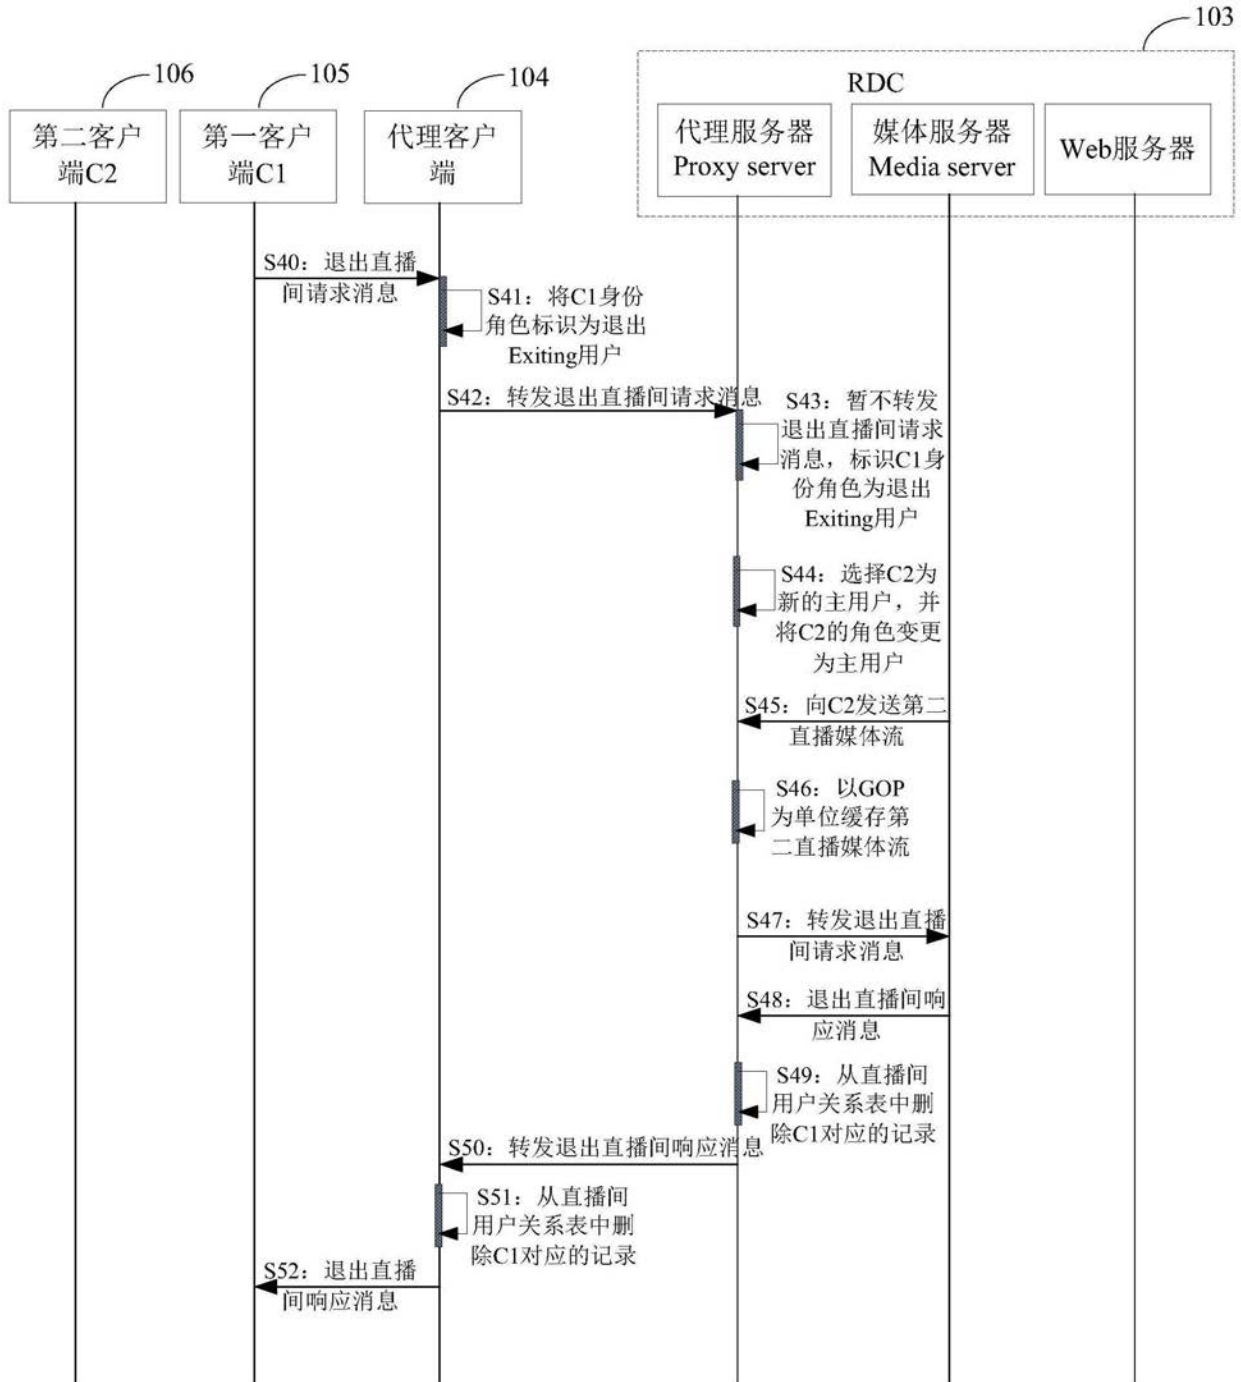 103
106
105
104
RDC
第二客户
端C2
第一客户
端C1
代理客户
端
代理服务器
Proxy server
媒体服务器
Media server
Web服务器
S40：退出直播
间请求消息
S41：将C1身份
角色标识为退出
Exiting用户
S42：转发退出直播间请求消息
S43：暂不转发
退出直播间请求
消息，标识C1身
份角色为退出
Exiting用户
S44：选择C2为
新的主用户，并
将C2的角色变更
为主用户
S45：向C2发送第二
直播媒体流
S46：以GOP
为单位缓存第
二直播媒体流
S47：转发退出直播
间请求消息
S48：退出直播间响
应消息
S49：从直播间
用户关系表中删
除C1对应的记录
S50：转发退出直播间响应消息
S51：从直播间
用户关系表中删
除C1对应的记录
S52：退出直播
间响应消息